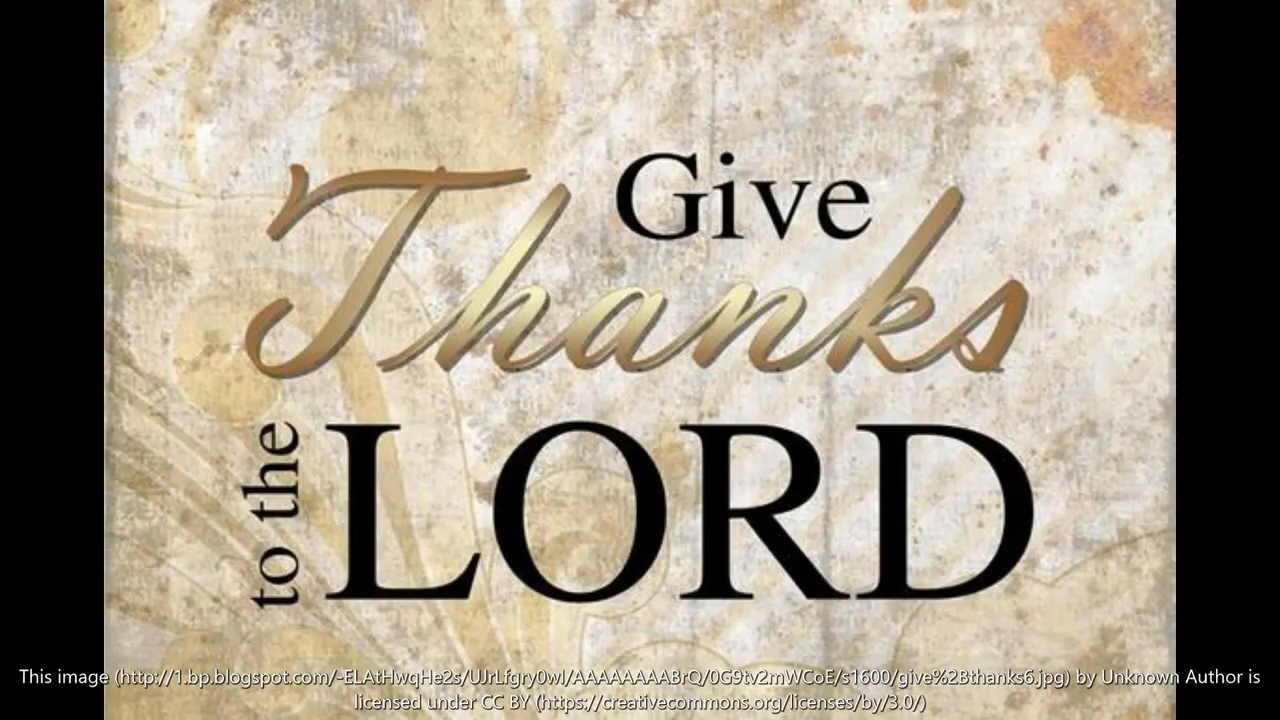 Give
Thanks
to the
LORD
This image (http://1.bp.blogspot.com/-ELAtHwqHe2s/UJrLfgry0wI/AAAAAAAABrQ/0G9tv2mWCoE/s1600/give%2Bthanks6.jpg) by Unknown Author is
licensed under CC BY (https://creativecommons.org/licenses/by/3.0/)